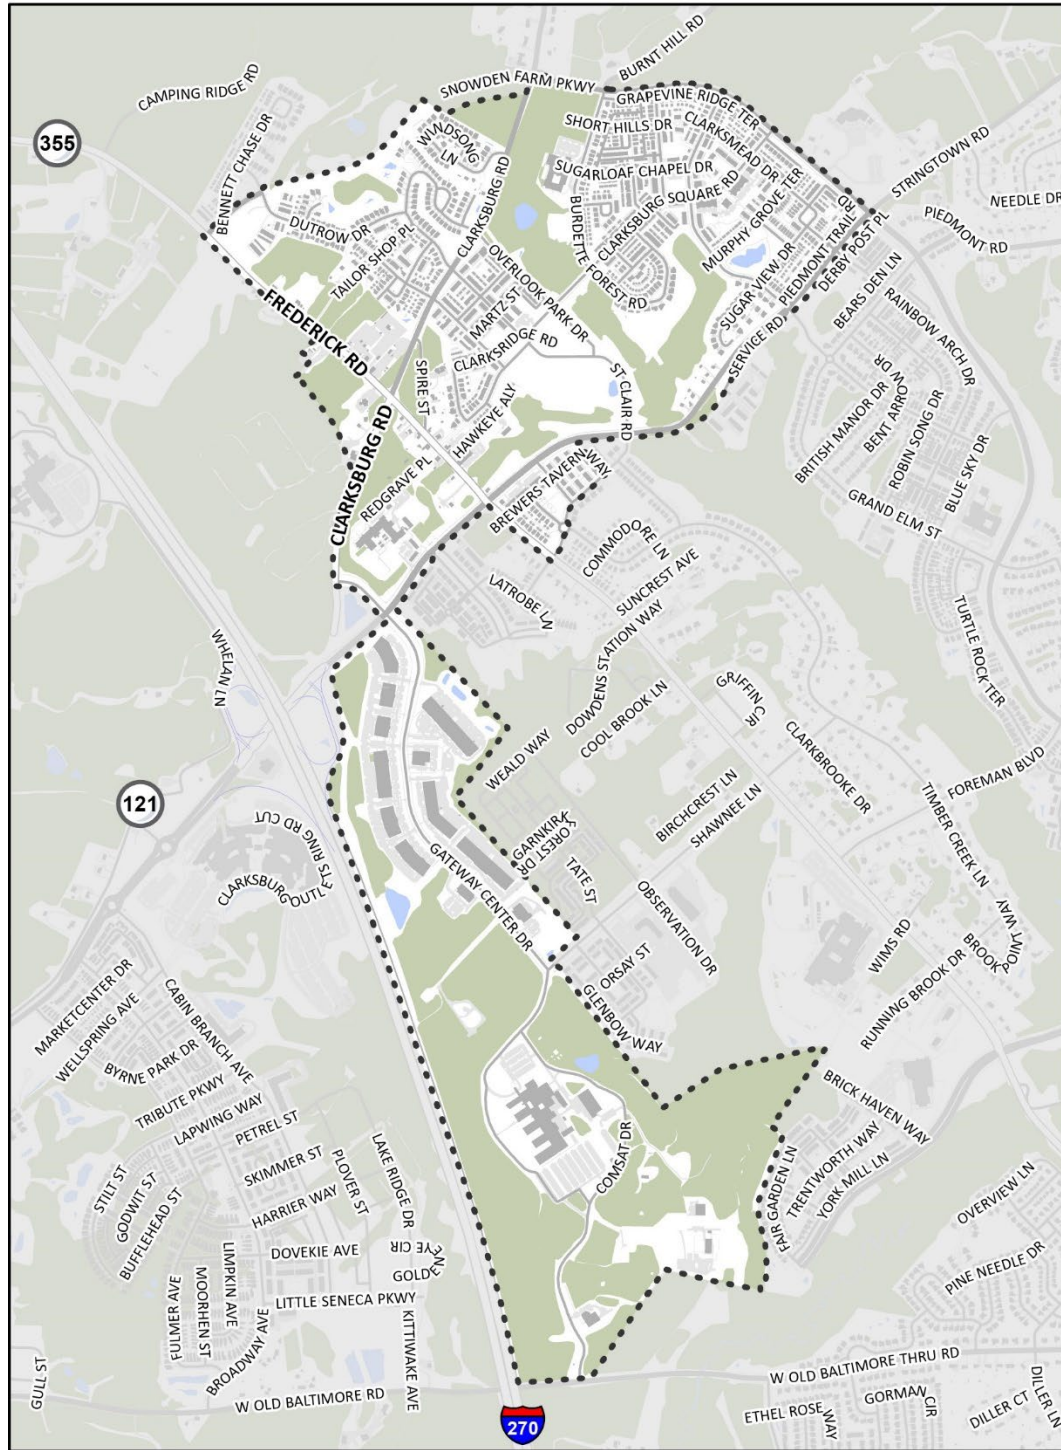 SNOWDEN FARM PKWY
BURNT HILL RD
CAMPING RIDGE RD
355
BENNETT CHASE DR
WINDSONG
LN
GRAPEVINE RIDGE TER
SHORT HILLS DR
CLARKSMEAD DR
STRINGTOWN RD
SUGARLOAF CHAPEL DR
CLARKSBURG RD
NEEDLE DR
CLARKSBURG SQUARE RD
DUTROW DR
TAILOR SHOP PL
BURDETTE FOREST RD
MURPHY GROVE TER
PIEDMONT TRAIL
RD
DERBY POST PL
PIEDMONT RD
OVERLOOK PARK DR
SUGAR VIEW DR
BEARS DEN LN
FREDERICK RD
MARTZ ST
RAINBOW ARCH DR
CLARKSRIDGE RD
SERVICE RD
SPIRE ST
ST CLAIR RD
BRITISH MANOR DR
BENT ARRO
W DR
ROBIN SONG DR
BLUE SKY DR
HAWKEYE ALY
CLARKSBURG RD
REDGRAVE PL
BREWERS TAVERN WAY
GRAND ELM ST
COMMODORE LN
LATROBE LN
SUNCREST AVE
TURTLE ROCK TER
WHELAN LN
DOWDENS STATION WAY
GRIFFIN CIR
COOL BROOK LN
CLARKBROOKE DR
WEALD WAY
FOREMAN BLVD
121
BIRCHCREST LN
SHAWNEE LN
TIMBER CREEK LN
GARNKIRK
FOREST DR
CLARKSBURG
OUTLETS RING RD CUT
GATEWAY CENTER DR
TATE ST
OBSERVATION DR
WIMS RD
BROOK
POINT WAY
RUNNING BROOK DR
ORSAY ST
MARKETCENTER DR
WELLSPRING AVE
CABIN BRANCH AVE
GLENBOW WAY
BYRNE PARK DR
TRIBUTE PKWY
BRICK HAVEN WAY
LAPWING WAY
PETREL ST
LAKE RIDGE DR
COMSAT DR
TRENTWORTH WAY
FAIR GARDEN LN
YORK MILL LN
STILT ST
SKIMMER ST
PLOVER ST
OVERVIEW LN
GODWIT ST
HARRIER WAY
BUFFLEHEAD ST
DOVEKIE AVE
GOLDENEYE CIR
PINE NEEDLE DR
LIMPKIN AVE
MOORHEN ST
FULMER AVE
LITTLE SENECA PKWY
BROADWAY AVE
KITTIWAKE AVE
GULL ST
W OLD BALTIMORE RD
W OLD BALTIMORE THRU RD
270
ETHEL ROSE
WAY
GORMAN
CIR
DILLER CT
DILLER LN